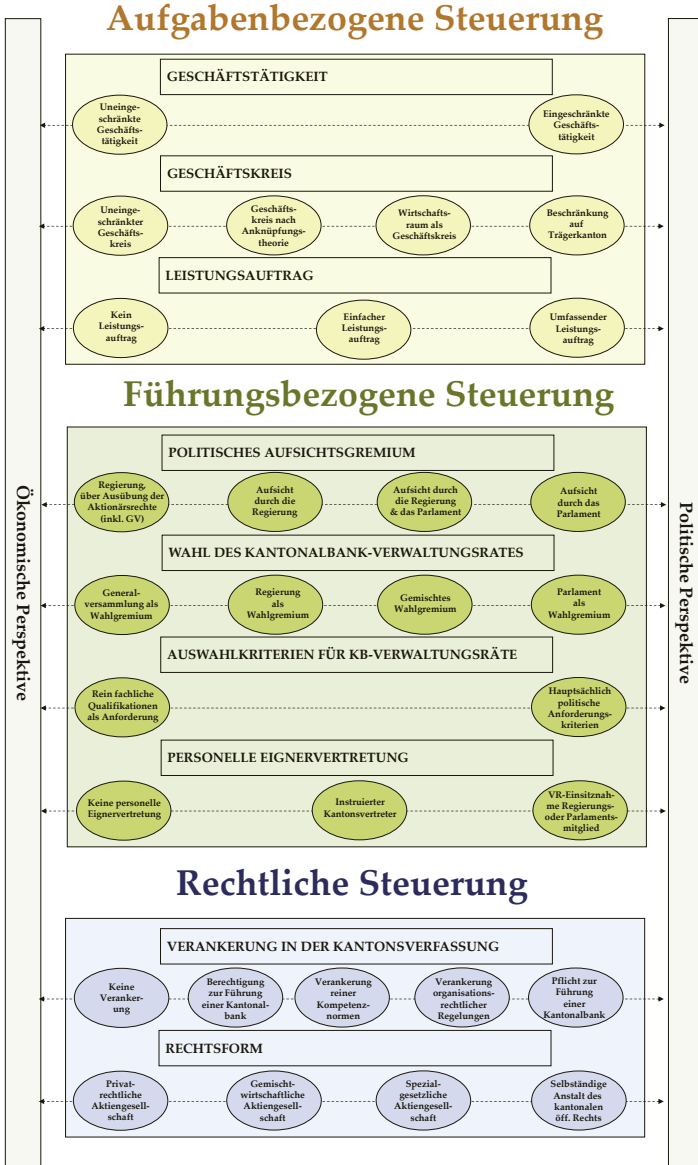 Aufgabenbezogene Steuerung
GESCHÄFTSTÄTIGKEIT
Uneinge-
schränkte
Geschäfts-
tätigkeit
Eingeschränkte
Geschäfts-
tätigkeit
GESCHÄFTSKREIS
Uneinge-
schränkter
Geschäfts-
kreis
Geschäfts-
kreis nach
Anknüpfungs-
theorie
Wirtschafts-
raum als
Geschäftskreis
Beschränkung
auf
Trägerkanton
LEISTUNGSAUFTRAG
Kein
Leistungs-
auftrag
Einfacher
Leistungs-
auftrag
Umfassender
Leistungs-
auftrag
Führungsbezogene Steuerung
POLITISCHES AUFSICHTSGREMIUM
Regierung,
über Ausübung der
Aktionärsrechte
(inkl. GV)
Aufsicht
durch die
Regierung
Aufsicht durch
die Regierung
& das Parlament
Aufsicht
durch das
Parlament
WAHL DES KANTONALBANK-VERWALTUNGSRATES
General-
versammlung als
Wahlgremium
Regierung
als
Wahlgremium
Gemischtes
Wahlgremium
Parlament
als
Wahlgremium
AUSWAHLKRITERIEN FÜR KB-VERWALTUNGSRÄTE
Rein fachliche
Qualifikationen
als Anforderung
Hauptsächlich
politische
Anforderungs-
kriterien
PERSONELLE EIGNERVERTRETUNG
Keine personelle
Eignervertretung
Instruierter
Kantonsvertreter
VR-Einsitznah-
me Regierungs-
oder Parlaments-
mitglied
Rechtliche Steuerung
VERANKERUNG IN DER KANTONSVERFASSUNG
Keine
Veranker-
ung
Berechtigung
zur Führung
einer Kantonal-
bank
Verankerung
reiner
Kompetenz-
normen
Verankerung
organisations-
rechtlicher
Regelungen
Pflicht zur
Führung
einer
Kantonalbank
RECHTSFORM
Privat-
rechtliche
Aktiengesell-
schaft
Gemischt-
wirtschaftliche
Aktiengesell-
schaft
Spezial-
gesetzliche
Aktiengesell-
schaft
Selbständige
Anstalt des
kantonalen
öff. Rechts
Ökonomische Perspektive
Politische Perspektive